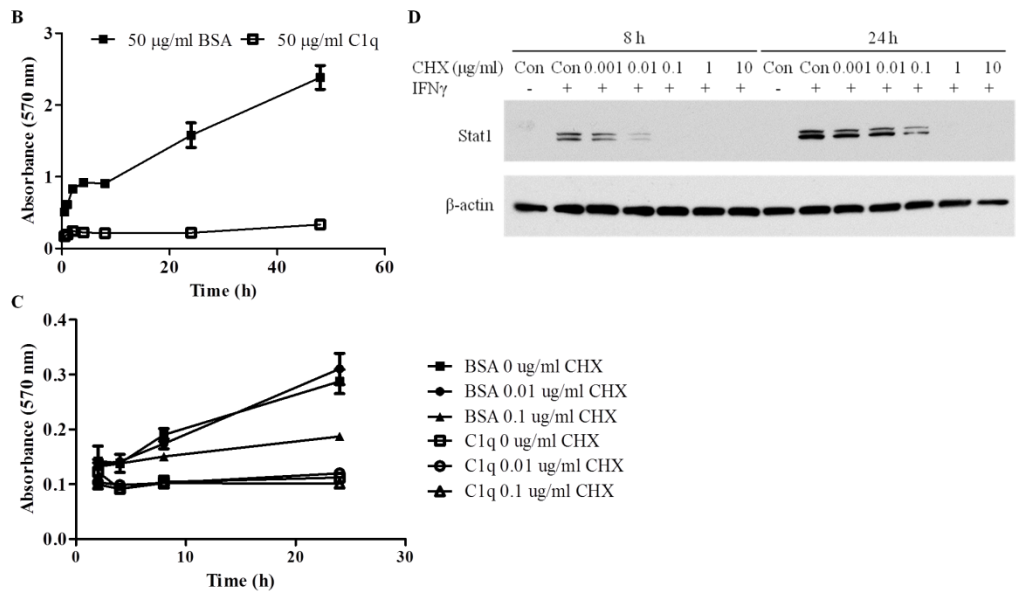 B
50 μg/ml BSA
50 μg/ml C1q
Absorbance (570 nm)
3
2
1
0
0 20 40 60
Time (h)
C
Absorbance (570 nm)
0.4
0.3
0.2
0.1
0.0
0 10 20 30
Time (h)
BSA 0 ug/ml CHX
BSA 0.01 ug/ml CHX
BSA 0.1 ug/ml CHX
C1q 0 ug/ml CHX
C1q 0.01 ug/ml CHX
C1q 0.1 ug/ml CHX
D
8 h 24 h
CHX (μg/ml) Con Con 0.001 0.01 0.1 1 10 Con Con 0.001 0.01 0.1 1 10
IFNγ - + + + + + + - + + + + + +
Stat1
β-actin